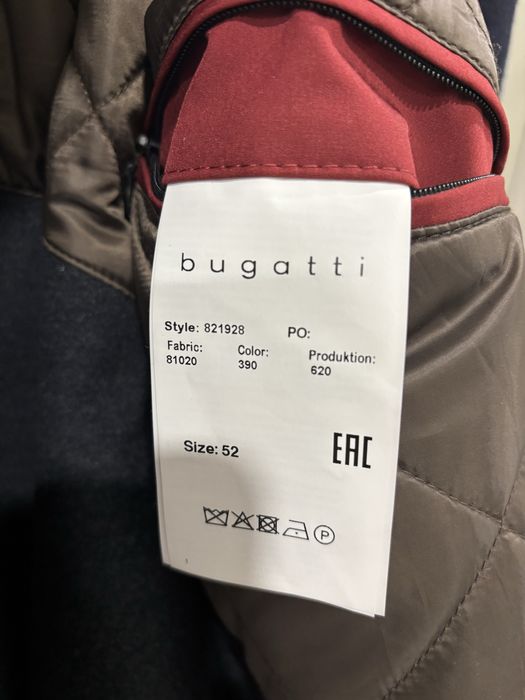 bugatti
Style: 821928 PO:
Fabric: Color: Produktion:
81020 390 620
Size: 52 EAC
P